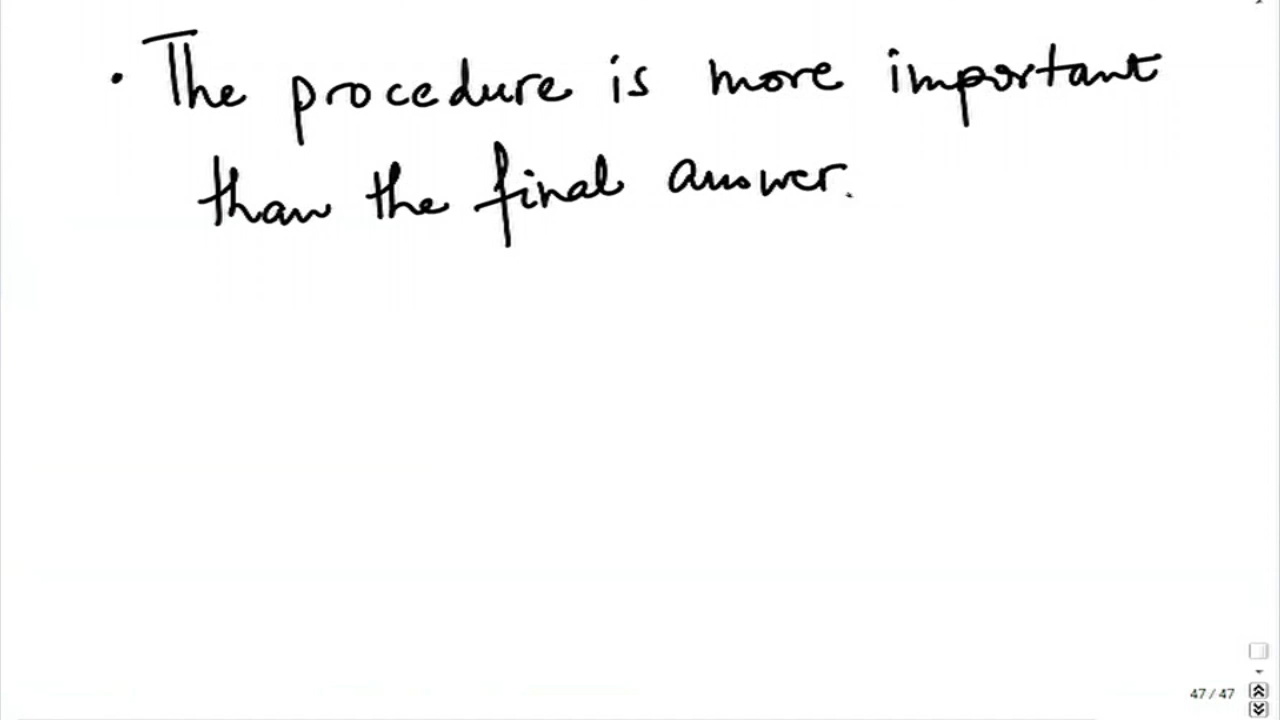 • The procedure is more important
than the final answer.
47 / 47